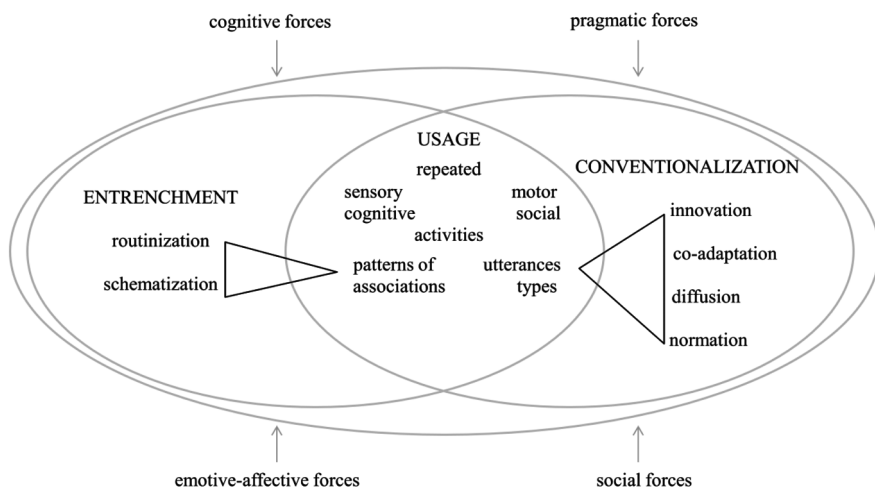 cognitive forces
pragmatic forces
USAGE
repeated
sensory
cognitive
motor
social
activities
patterns of
associations
utterances
types
ENTRENCHMENT
routinization
schematization
CONVENTIONALIZATION
innovation
co-adaptation
diffusion
normation
emotive-affective forces
social forces